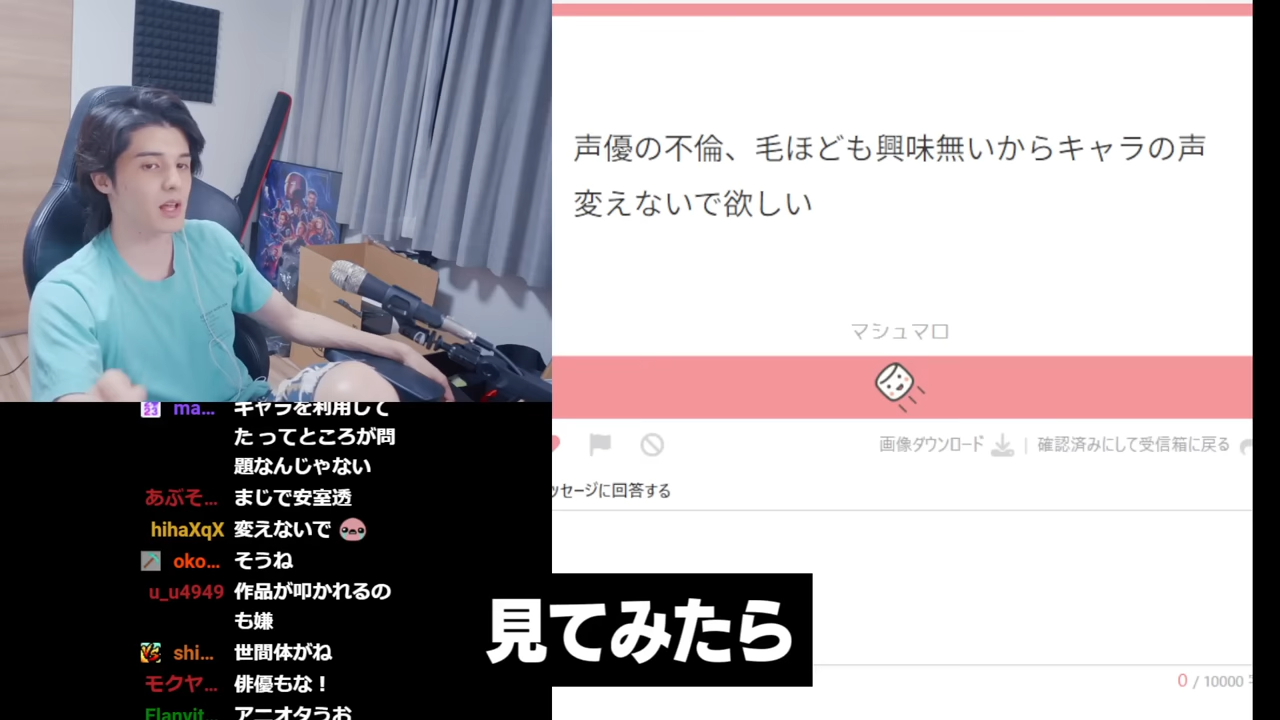 声優の不倫、毛ほども興味無いからキャラの声
変えないで欲しい
マシュマロ
画像ダウンロード | 確認済みにして受信箱に戻る
ッセージに回答する
ma... キャラを利用して
た ってところが問
題なんじゃない
あぶそ... まじで安室透
hihaXqX 変えないで
oko... そうね
u_u4949 作品が叩かれるの
も嫌
shi... 世間体がね
モクヤ... 俳優もな！
Flanvit... アニオタうお
見てみたら
0 / 10000